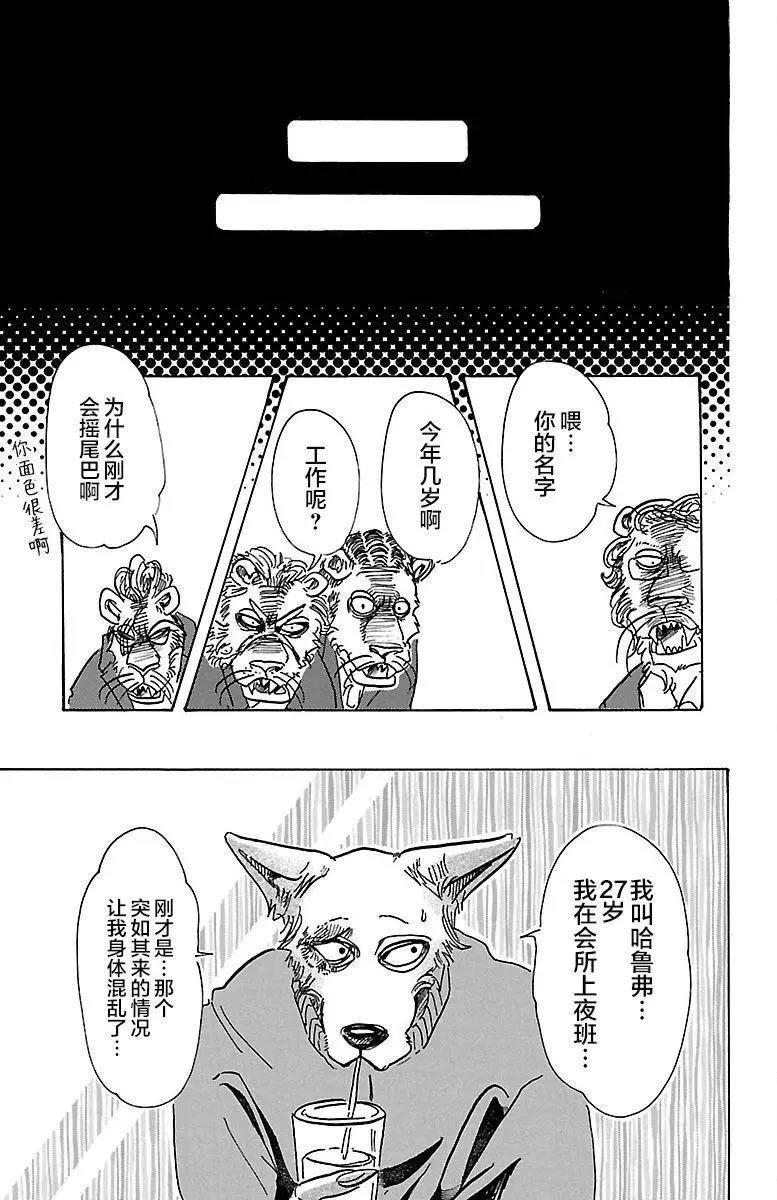 喂…
你的名字
今年几岁啊
工作呢?
为什么刚才
会摇尾巴啊
你面色很差啊
我叫哈鲁弗…
27岁
我在会所上夜班…
刚才是…那个
突如其来的情况
让我身体混乱了…